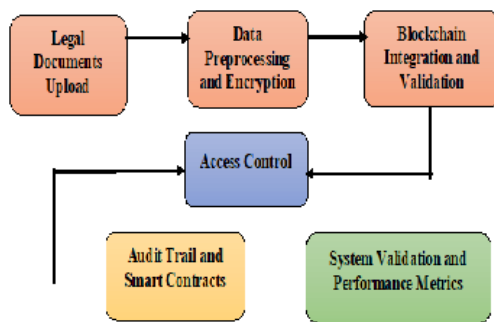 Legal
Documents
Upload
Data
Preprocessing
and Encryption
Blockchain
Integration and
Validation
Access Control
Audit Trail and
Smart Contracts
System Validation and
Performance Metrics